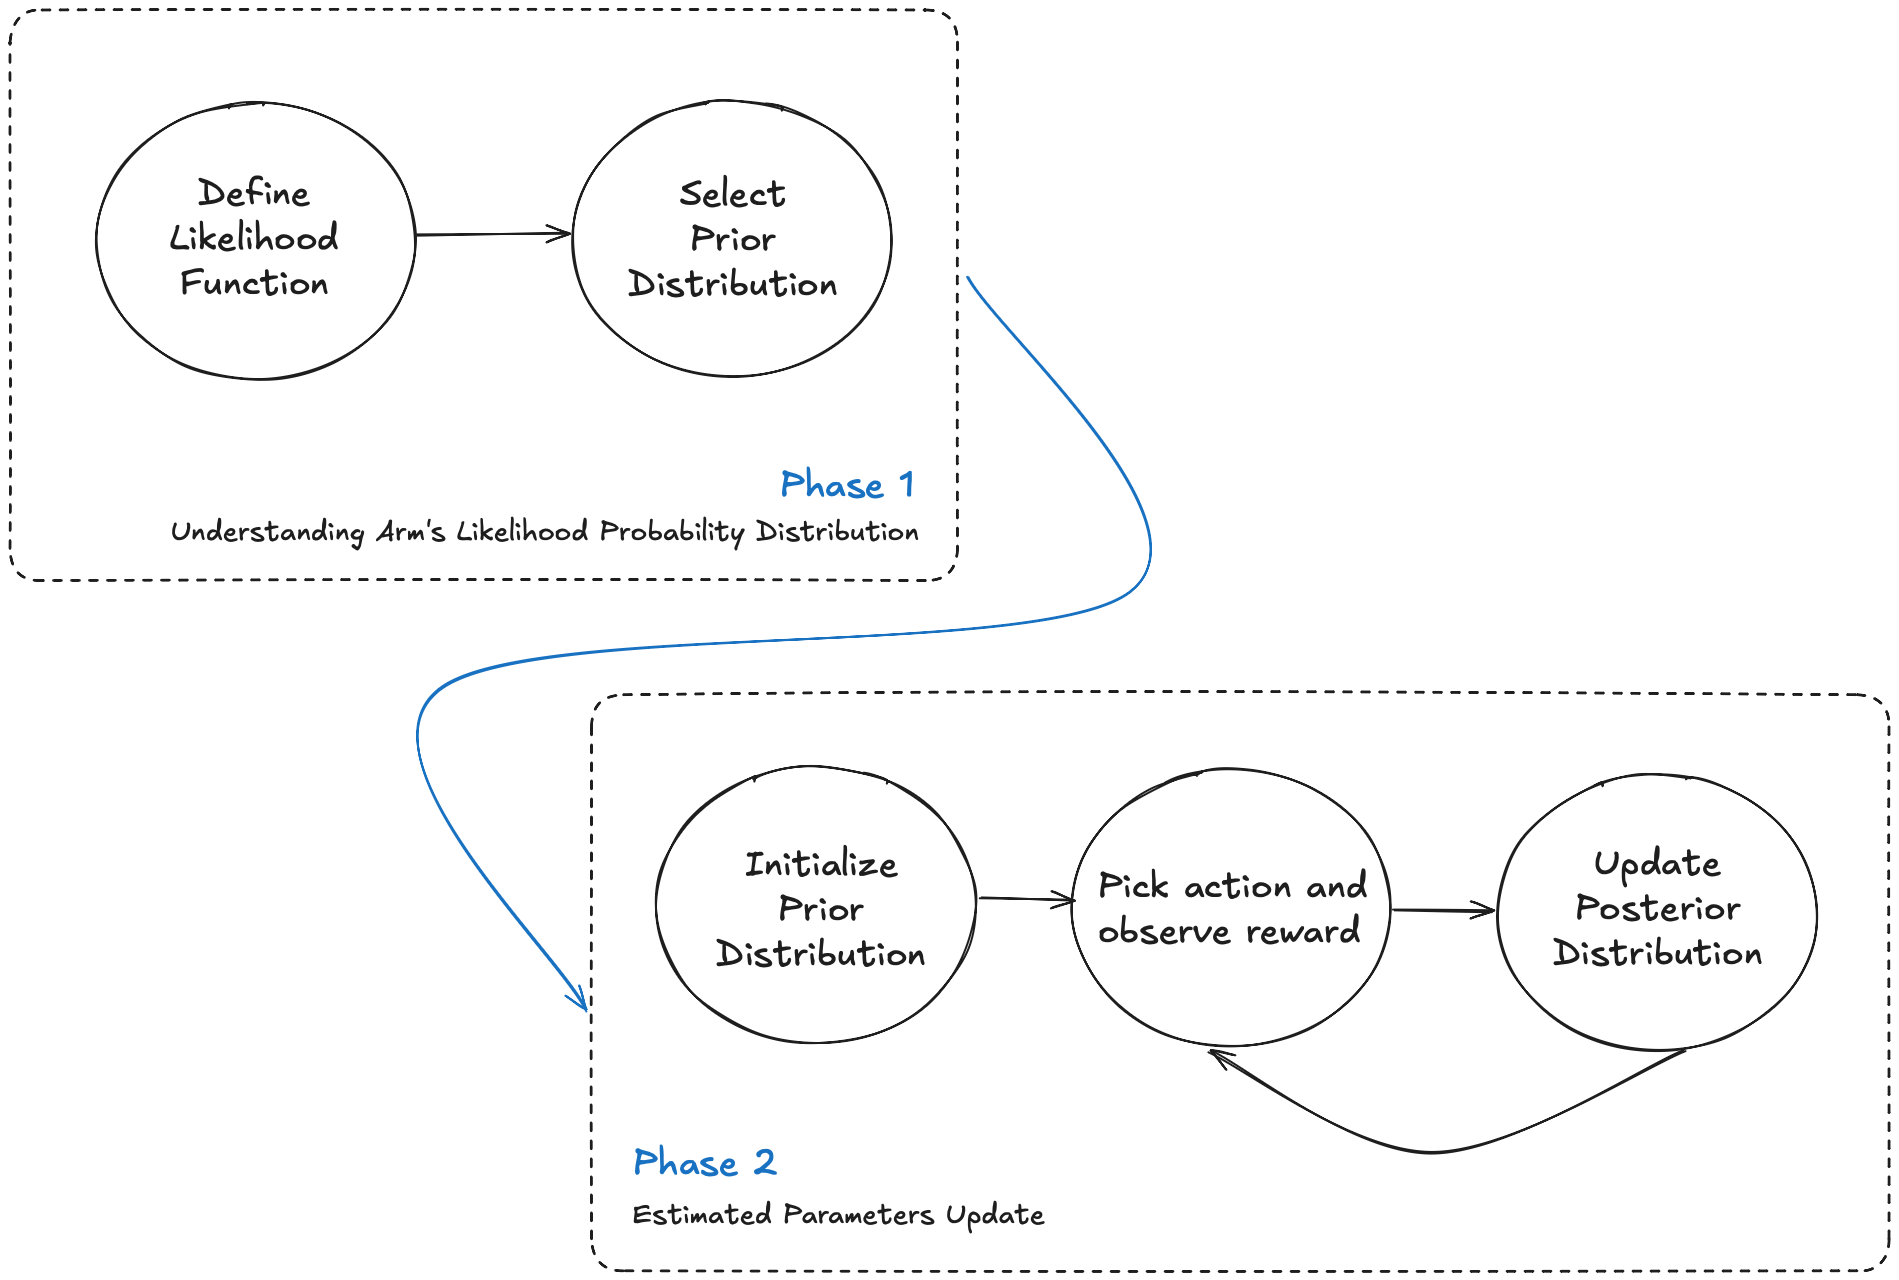 Define
Likelihood
Function
Select
Prior
Distribution
Phase 1
Understanding Arm's Likelihood Probability Distribution
Initialize
Prior
Distribution
Pick action and
observe reward
Update
Posterior
Distribution
Phase 2
Estimated Parameters Update